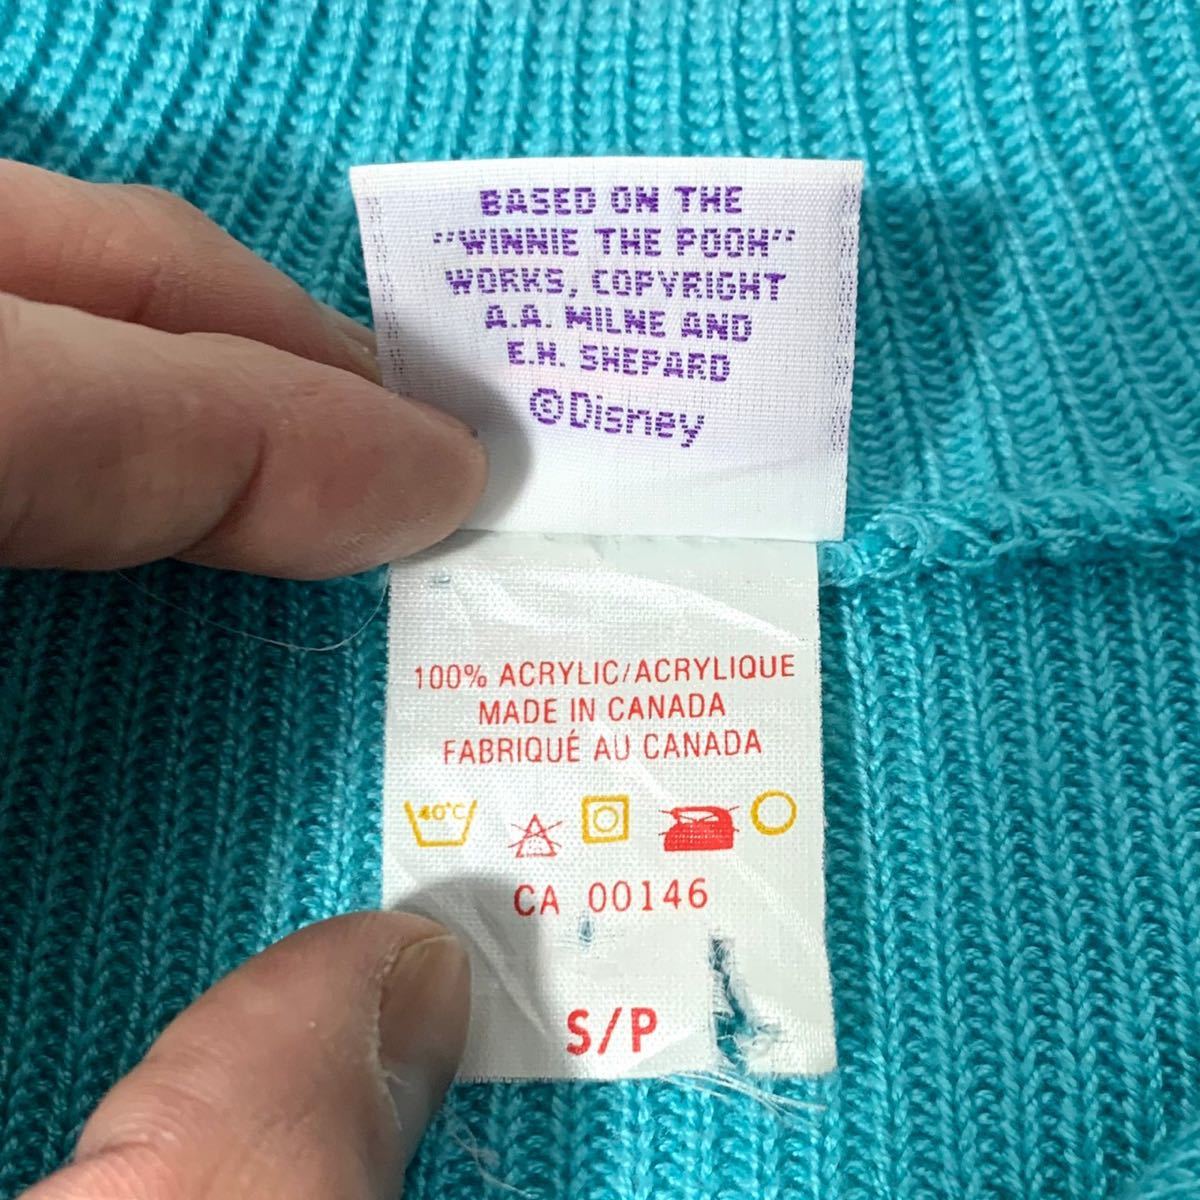 BASED ON THE
"WINNIE THE POOH"
WORKS, COPYRIGHT
A.A. MILNE AND
E.H. SHEPARD
©Disney
100% ACRYLIC/ACRYLIQUE
MADE IN CANADA
FABRIQUÉ AU CANADA
40°C
CA 00146
S/P